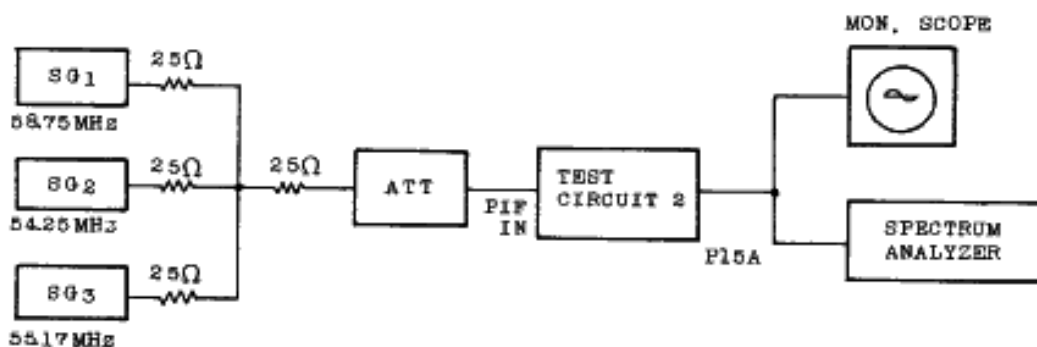 MON. SCOPE
25Ω
SG1
58.75MHz
25Ω
SG2
54.25MHz
25Ω
ATT
PIF
IN
TEST
CIRCUIT 2
P15A
SPECTRUM
ANALYZER
25Ω
SG3
55.17MHz